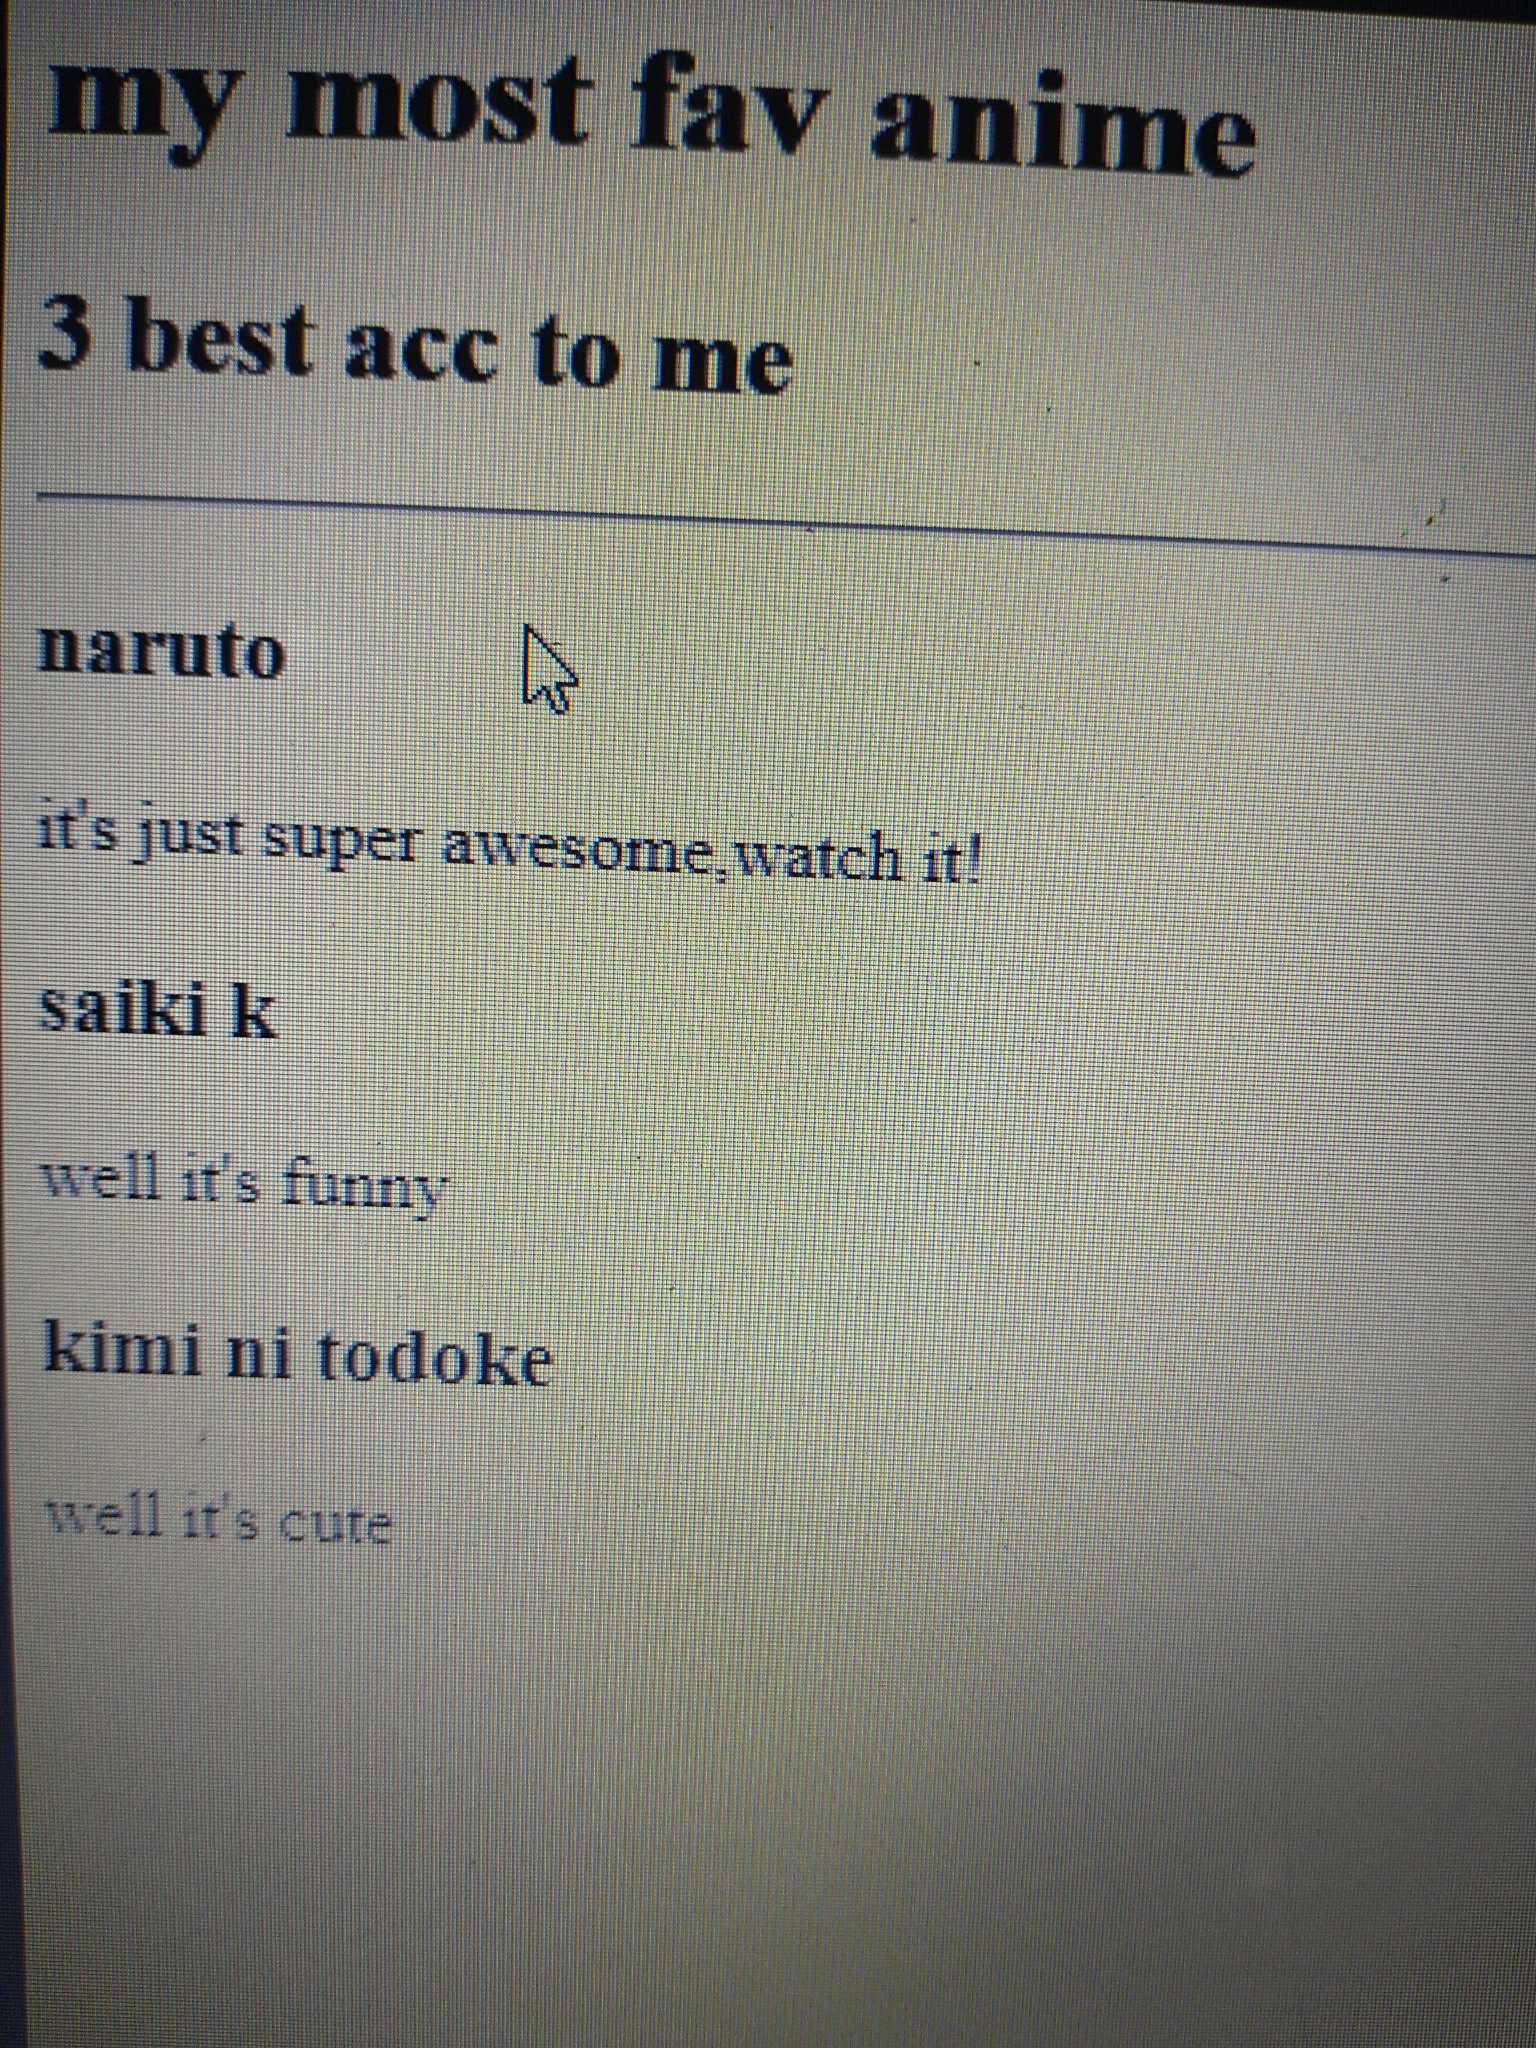 my most fav anime
3 best acc to me
naruto
it's just super awesome,watch it!
saiki k
well it's funny
kimi ni todoke
well it's cute